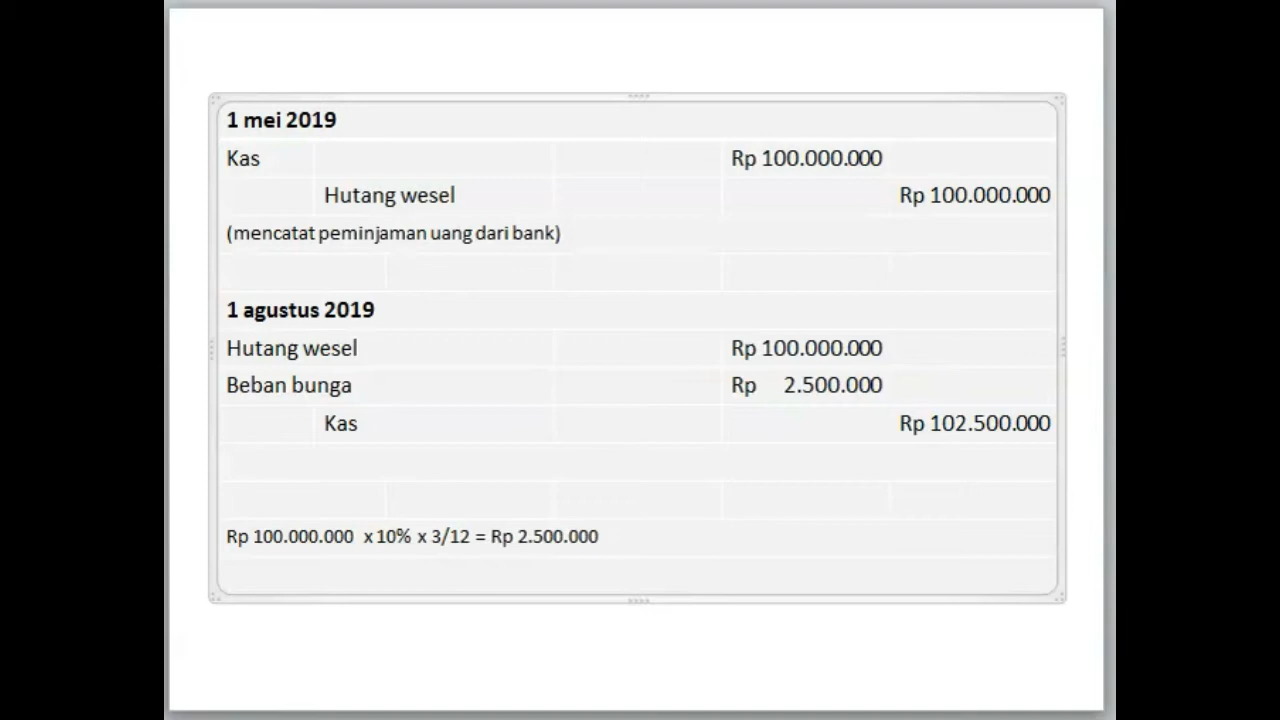 1 mei 2019
Kas Rp 100.000.000
Hutang wesel Rp 100.000.000
(mencatat peminjaman uang dari bank)
1 agustus 2019
Hutang wesel Rp 100.000.000
Beban bunga Rp 2.500.000
Kas Rp 102.500.000
Rp 100.000.000 x 10% x 3/12 = Rp 2.500.000